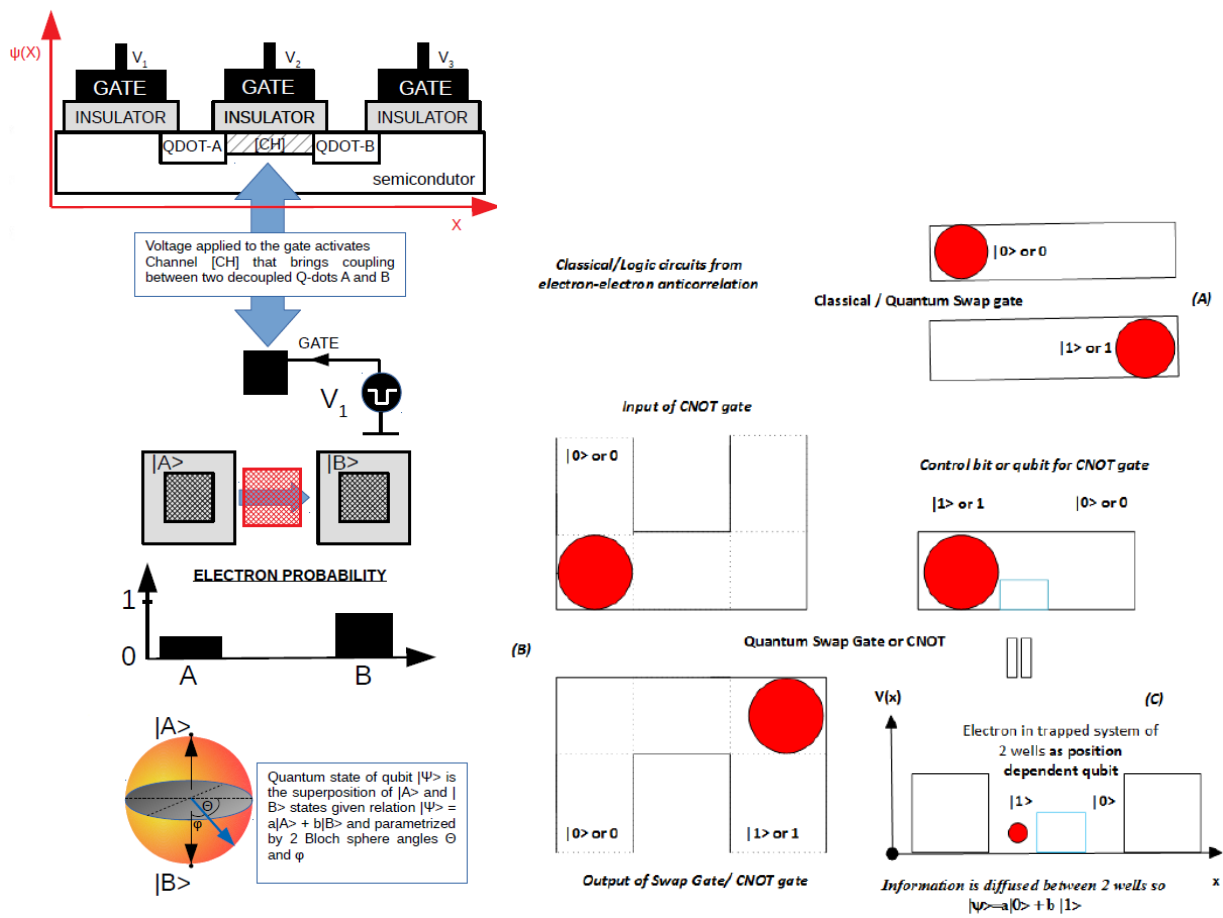 ψ(X)
V1
V2
V3
GATE
GATE
GATE
INSULATOR
INSULATOR
INSULATOR
QDOT-A
[CH]
QDOT-B
semicondutor
X
Voltage applied to the gate activates
Channel [CH] that brings coupling
between two decoupled Q-dots A and B
GATE
V1
|A>
|B>
ELECTRON PROBABILITY
1
0
A
B
|A>
Θ
φ
|B>
Quantum state of qubit |Ψ> is
the superposition of |A> and |
B> states given relation |Ψ> =
a|A> + b|B> and parametrized
by 2 Bloch sphere angles Θ
and φ
Classical/Logic circuits from
electron-electron anticorrelation
|0> or 0
Classical / Quantum Swap gate
(A)
|1> or 1
Input of CNOT gate
|0> or 0
Control bit or qubit for CNOT gate
|1> or 1
|0> or 0
Quantum Swap Gate or CNOT
(B)
|0> or 0
|1> or 1
Output of Swap Gate/ CNOT gate
V(x)
(C)
Electron in trapped system of
2 wells as position
dependent qubit
|1>
|0>
x
Information is diffused between 2 wells so
|ψ>=a|0> + b |1>